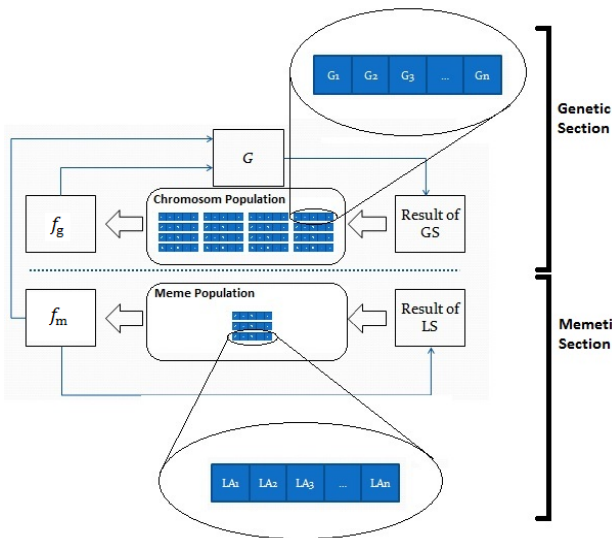 G1 G2 G3 ... Gn
Genetic
Section
G
Chromosom Population
fg
Result of
GS
Meme Population
fm
Result of
LS
Memeti
Section
LA1 LA2 LA3 ... LAn